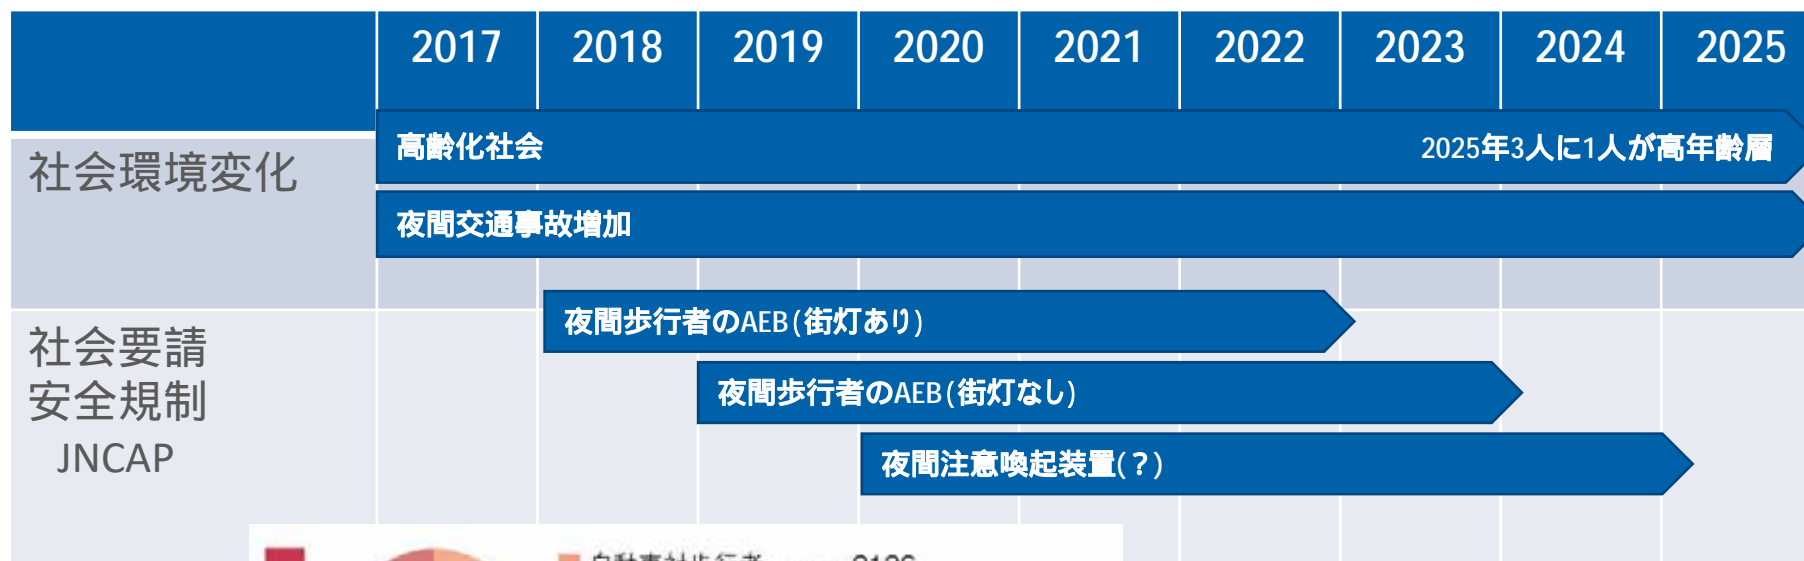 2017 2018 2019 2020 2021 2022 2023 2024 2025
社会環境変化
高齢化社会 2025年3人に1人が高年齢層
夜間交通事故増加
社会要請
安全規制
JNCAP
夜間歩行者のAEB(街灯あり)
夜間歩行者のAEB(街灯なし)
夜間注意喚起装置(？)